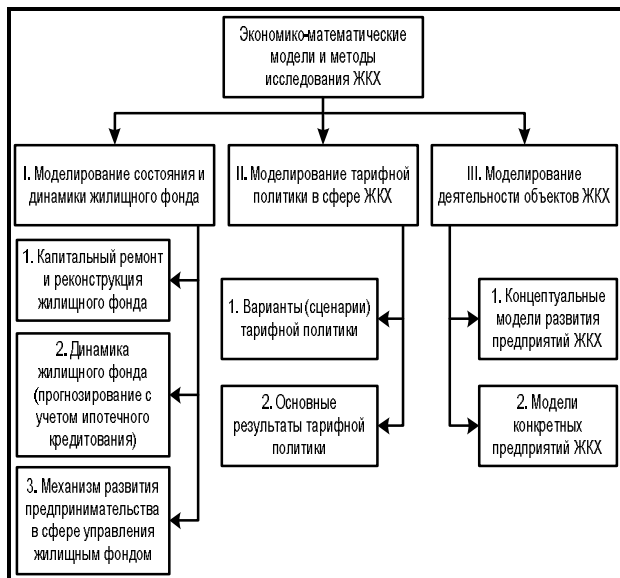 Экономико-математические
модели и методы
исследования ЖКХ
I. Моделирование состояния и
динамики жилищного фонда
1. Капитальный ремонт
и реконструкция
жилищного фонда
2. Динамика
жилищного фонда
(прогнозирование с
учетом ипотечного
кредитования)
3. Механизм развития
предпринимательства
в сфере управления
жилищным фондом
II. Моделирование тарифной
политики в сфере ЖКХ
1. Варианты (сценарии)
тарифной политики
2. Основные
результаты тарифной
политики
III. Моделирование
деятельности объектов ЖКХ
1. Концептуальные
модели развития
предприятий ЖКХ
2. Модели
конкретных
предприятий ЖКХ